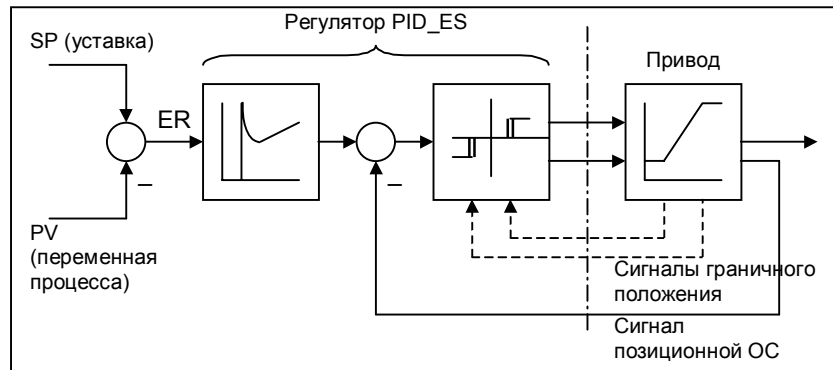 Регулятор PID_ES
SP (уставка)
Привод
ER
PV
(переменная
процесса)
Сигналы граничного
положения
Сигнал
позиционной ОС